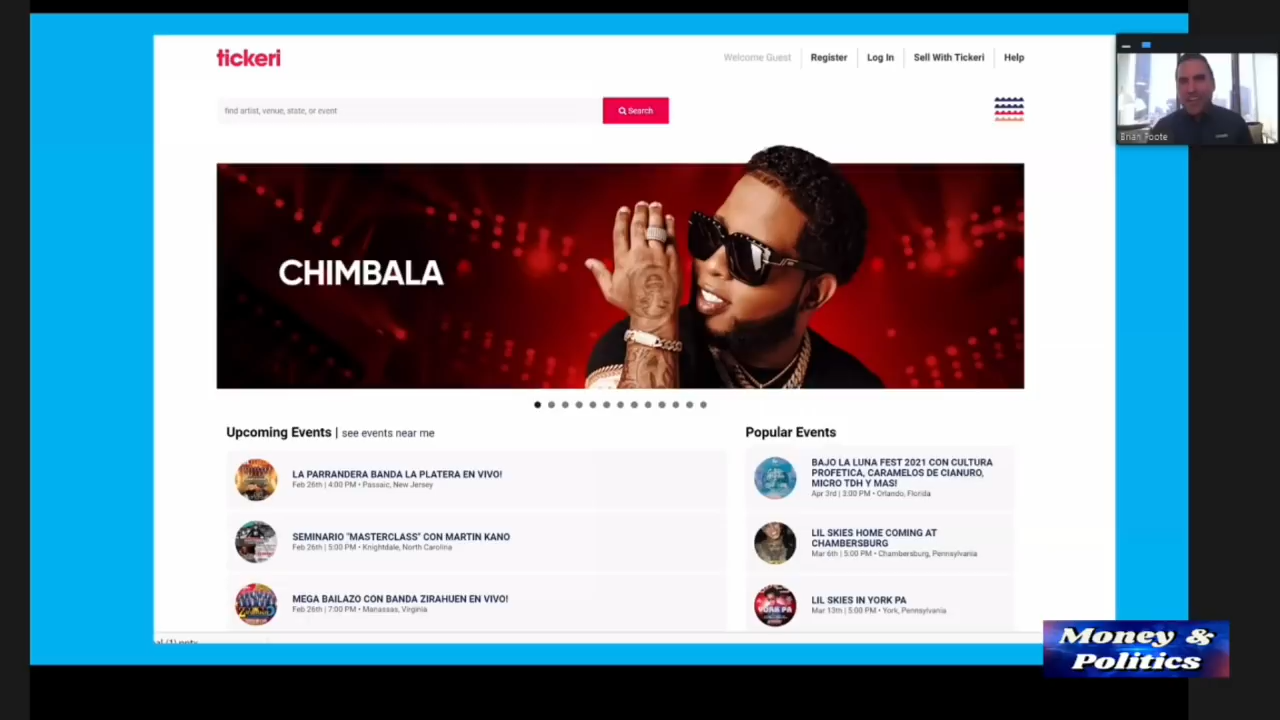 tickeri
Welcome Guest
Register
Log In
Sell With Tickeri
Help
find artist, venue, state, or event
Search
Brian Foote
CHIMBALA
Upcoming Events | see events near me
LA PARRANDERA BANDA LA PLATERA EN VIVO!
Feb 26th | 4:00 PM • Passaic, New Jersey
SEMINARIO "MASTERCLASS" CON MARTIN KANO
Feb 26th | 5:00 PM • Knightdale, North Carolina
MEGA BAILAZO CON BANDA ZIRAHUEN EN VIVO!
Feb 26th | 7:00 PM • Manassas, Virginia
Popular Events
BAJO LA LUNA FEST 2021 CON CULTURA
PROFETICA, CARAMELOS DE CIANURO,
MICRO TDH Y MAS!
Apr 3rd | 3:00 PM • Orlando, Florida
LIL SKIES HOME COMING AT
CHAMBERSBURG
Mar 6th | 5:00 PM • Chambersburg, Pennsylvania
LIL SKIES IN YORK PA
Mar 13th | 5:00 PM • York, Pennsylvania
YORK PA
Money &
Politics